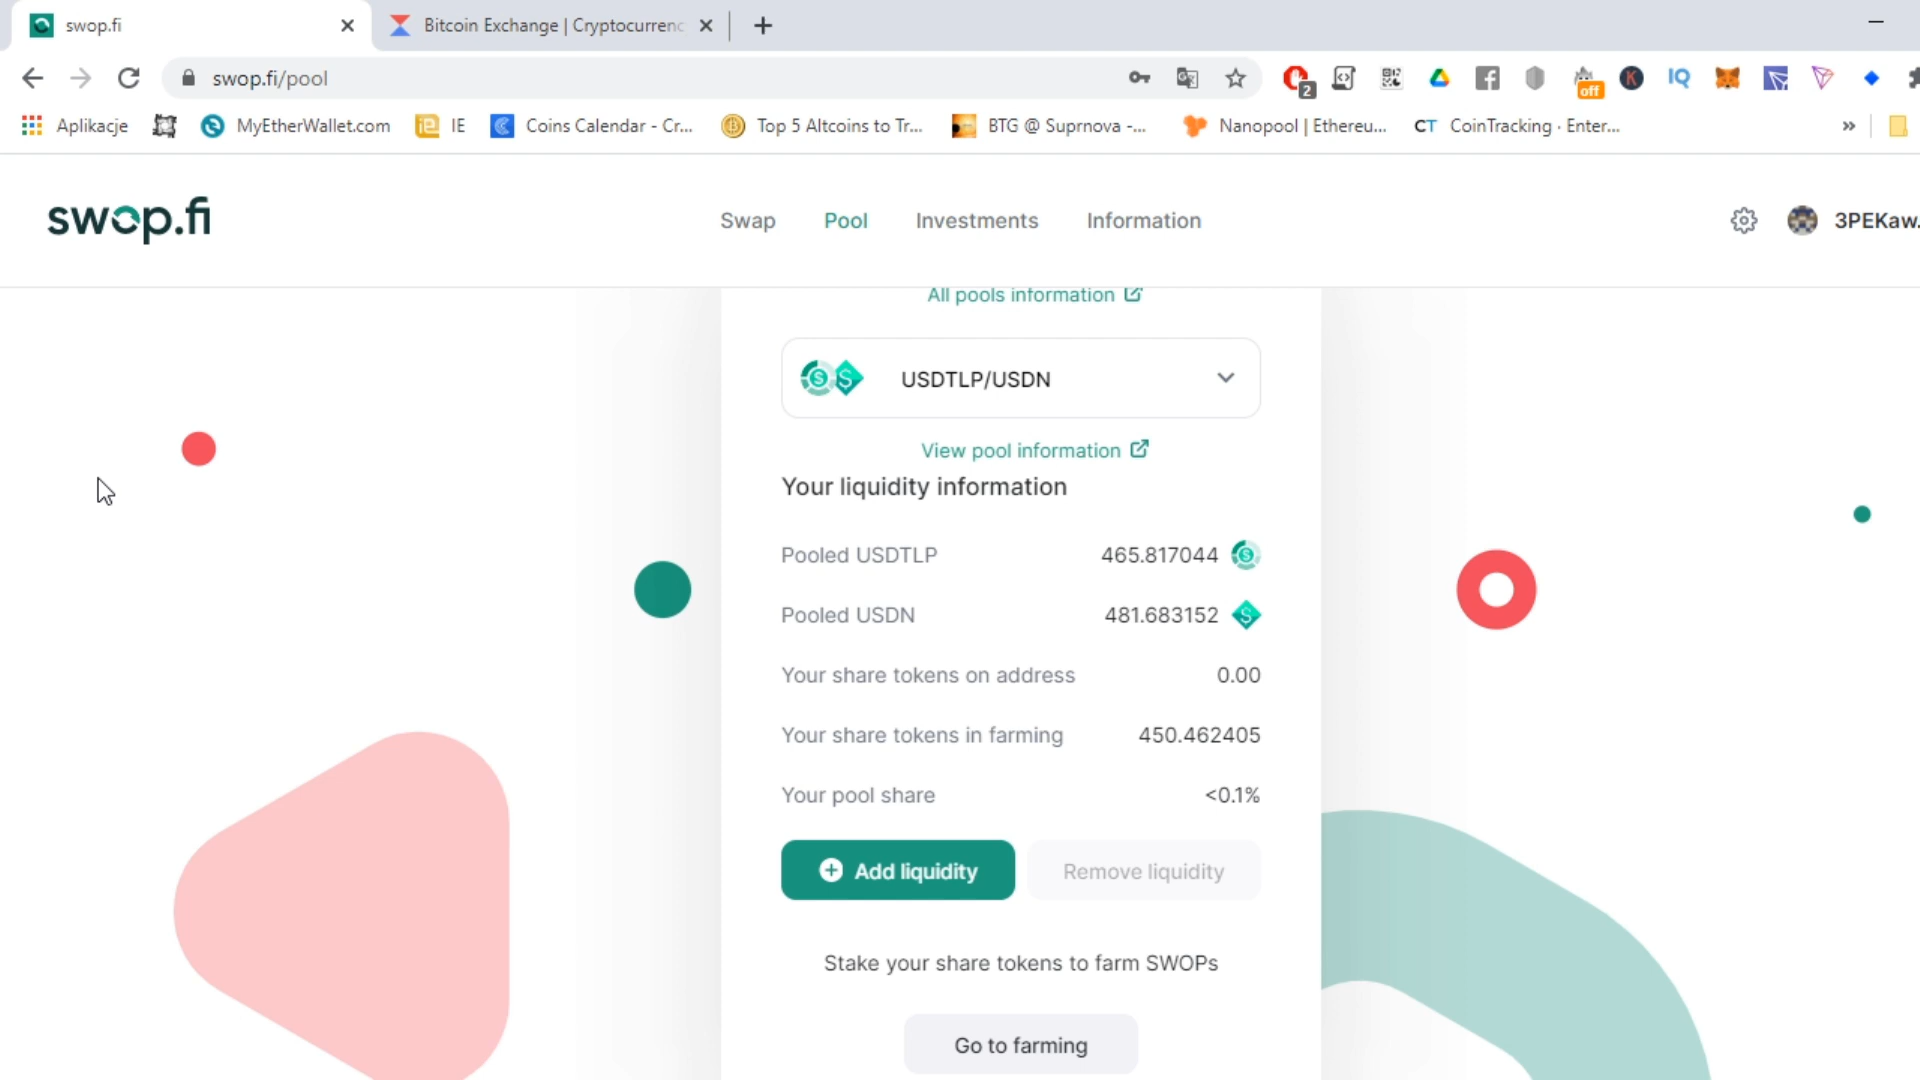 swop.fi
Bitcoin Exchange | Cryptocurrenc
swop.fi/pool
2
off
K
IQ
Aplikacje
MyEtherWallet.com
IE
Coins Calendar - Cr...
Top 5 Altcoins to Tr...
BTG @ Suprnova -...
Nanopool | Ethereu...
CT CoinTracking · Enter...
swop.fi
Swap
Pool
Investments
Information
3PEKaw.
All pools information
USDTLP/USDN
View pool information
Your liquidity information
Pooled USDTLP 465.817044
Pooled USDN 481.683152
Your share tokens on address 0.00
Your share tokens in farming 450.462405
Your pool share <0.1%
Add liquidity
Remove liquidity
Stake your share tokens to farm SWOPs
Go to farming